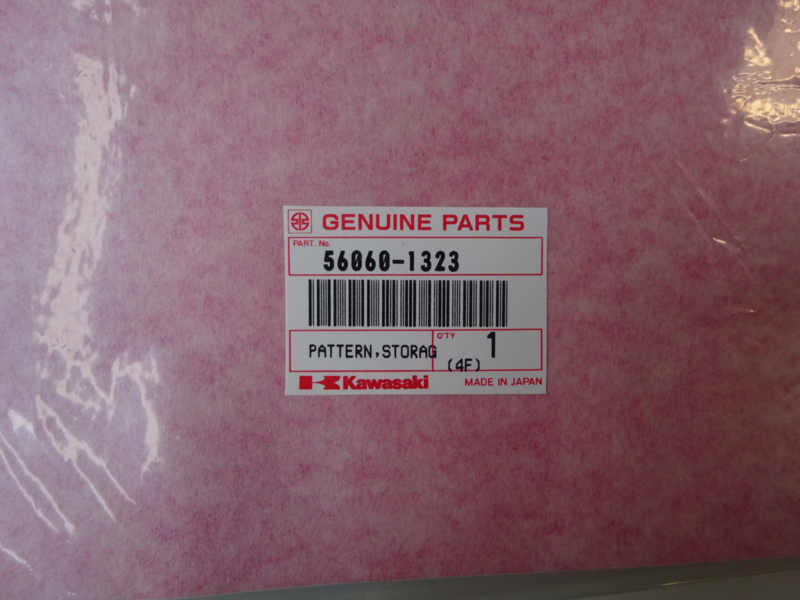 GENUINE PARTS
PART. No.
56060-1323
PATTERN,STORAG
Q'TY
1
(4F)
Kawasaki
MADE IN JAPAN